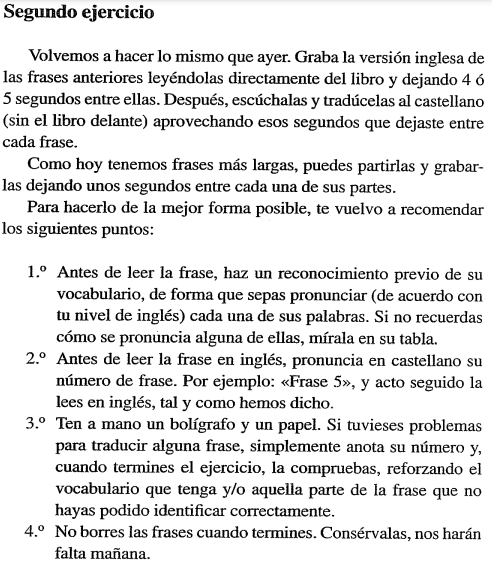 Segundo ejercicio
Volvemos a hacer lo mismo que ayer. Graba la versión inglesa de
las frases anteriores leyéndolas directamente del libro y dejando 4 ó
5 segundos entre ellas. Después, escúchalas y tradúcelas al castellano
(sin el libro delante) aprovechando esos segundos que dejaste entre
cada frase.
Como hoy tenemos frases más largas, puedes partirlas y grabar-
las dejando unos segundos entre cada una de sus partes.
Para hacerlo de la mejor forma posible, te vuelvo a recomendar
los siguientes puntos:
1.º Antes de leer la frase, haz un reconocimiento previo de su
vocabulario, de forma que sepas pronunciar (de acuerdo con
tu nivel de inglés) cada una de sus palabras. Si no recuerdas
cómo se pronuncia alguna de ellas, mírala en su tabla.
2.º Antes de leer la frase en inglés, pronuncia en castellano su
número de frase. Por ejemplo: «Frase 5», y acto seguido la
lees en inglés, tal y como hemos dicho.
3.º Ten a mano un bolígrafo y un papel. Si tuvieses problemas
para traducir alguna frase, simplemente anota su número y,
cuando termines el ejercicio, la compruebas, reforzando el
vocabulario que tenga y/o aquella parte de la frase que no
hayas podido identificar correctamente.
4.º No borres las frases cuando termines. Consérvalas, nos harán
falta mañana.